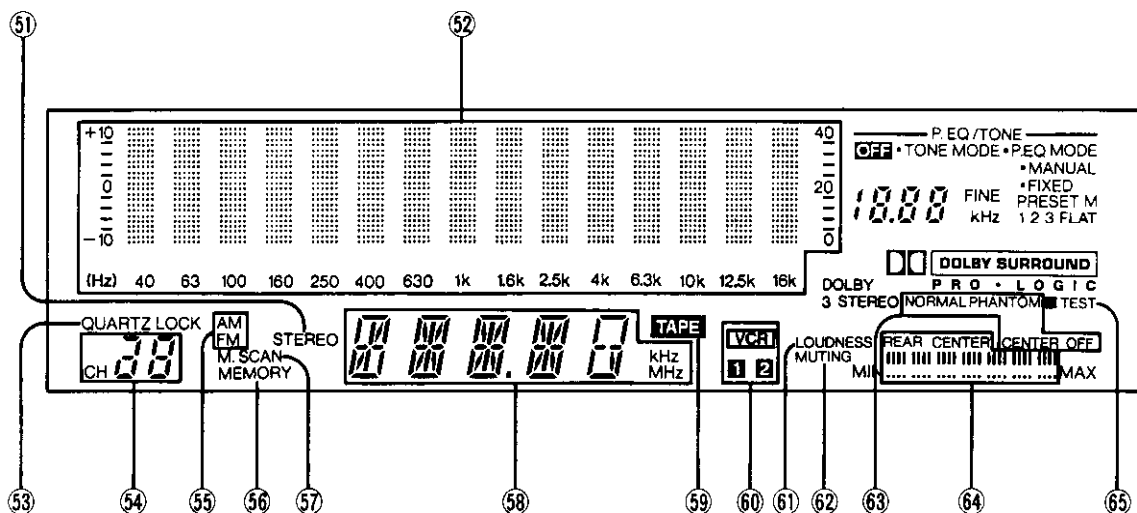 51 52
+10 40
P. EQ / TONE
OFF • TONE MODE • P.EQ MODE
• MANUAL
0 20
• FIXED
18.88 FINE kHz
PRESET M
1 2 3 FLAT
−10 0
(Hz) 40 63 100 160 250 400 630 1k 1.6k 2.5k 4k 6.3k 10k 12.5k 16k
DOLBY SURROUND
DOLBY PRO • LOGIC
3 STEREO NORMAL PHANTOM TEST
QUARTZ LOCK AM STEREO TAPE VCR LOUDNESS REAR CENTER CENTER OFF
CH FM kHz MUTING
M. SCAN MHz 1 2 MIN MAX
MEMORY
53 54 55 56 57 58 59 60 61 62 63 64 65